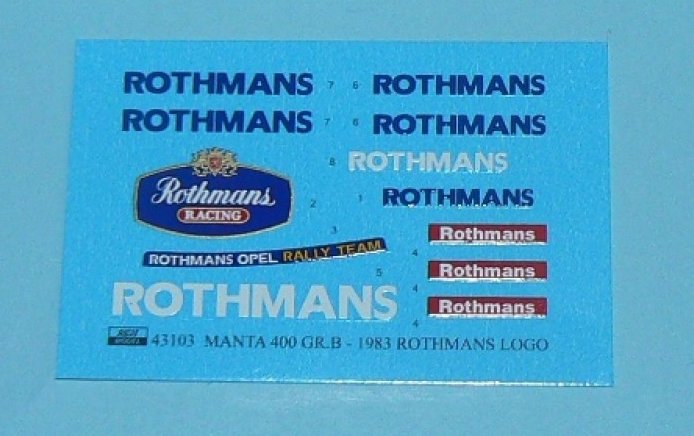 ROTHMANS 7 6 ROTHMANS
ROTHMANS 7 6 ROTHMANS
8 ROTHMANS
Rothmans
RACING
2 1 ROTHMANS
3
Rothmans
4
ROTHMANS OPEL RALLY TEAM
5
Rothmans
4
ROTHMANS
Rothmans
4
43103 MANTA 400 GR.B - 1983 ROTHMANS LOGO